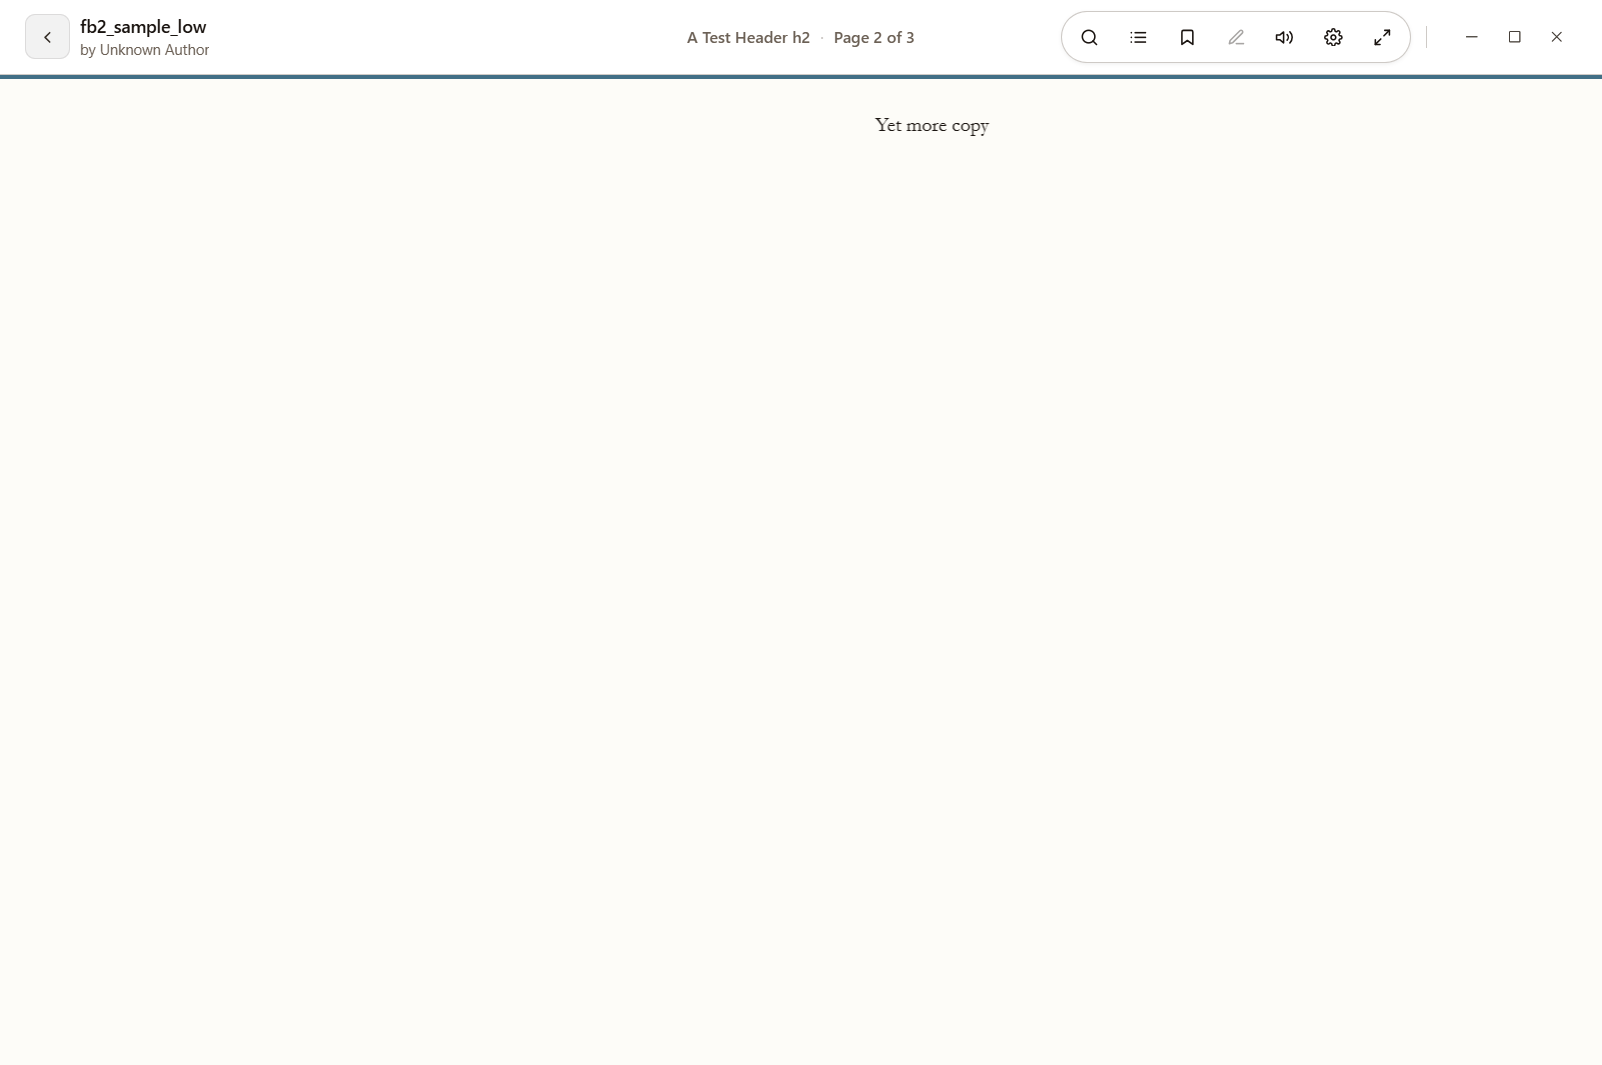 fb2_sample_low
by Unknown Author
A Test Header h2 · Page 2 of 3
Yet more copy